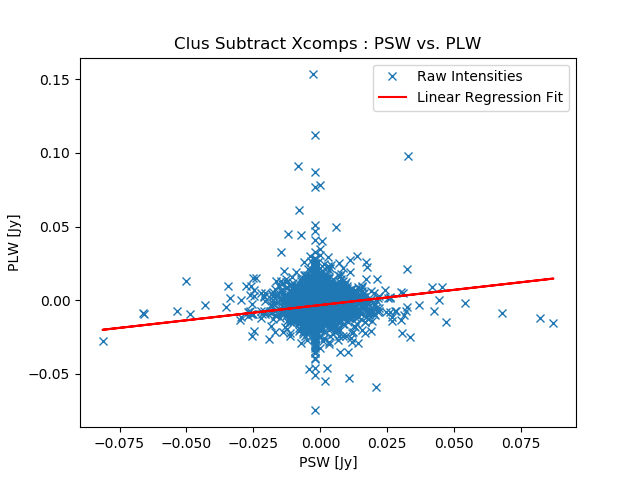 Clus Subtract Xcomps : PSW vs. PLW
Raw Intensities
Linear Regression Fit
PLW [Jy]
0.15
0.10
0.05
0.00
−0.05
−0.075 −0.050 −0.025 0.000 0.025 0.050 0.075
PSW [Jy]